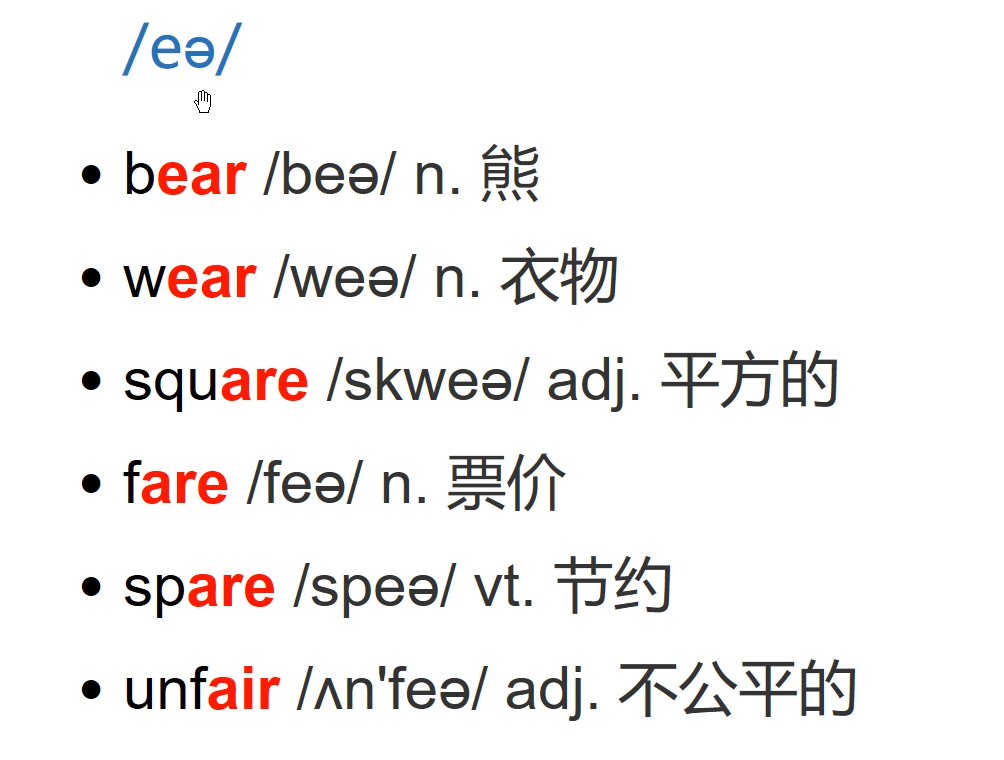 /eə/
• bear /beə/ n. 熊
• wear /weə/ n. 衣物
• square /skweə/ adj. 平方的
• fare /feə/ n. 票价
• spare /speə/ vt. 节约
• unfair /ʌn'feə/ adj. 不公平的